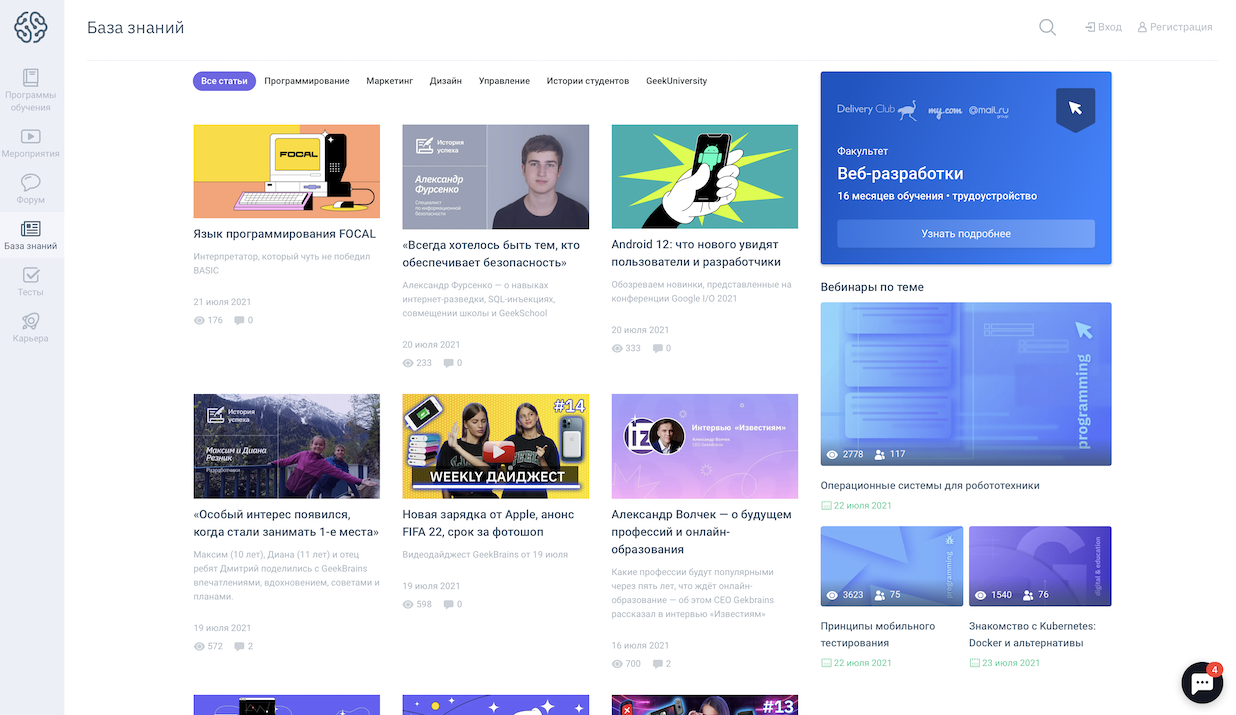 База знаний
Вход
Регистрация
Программы
обучения
Мероприятия
Форум
База знаний
Тесты
Карьера
Все статьи
Программирование
Маркетинг
Дизайн
Управление
Истории студентов
GeekUniversity
FOCAL
Язык программирования FOCAL
Интерпретатор, который чуть не победил
BASIC
21 июля 2021
176
0
История
успеха
Александр
Фурсенко
Специалист
по информационной
безопасности
«Всегда хотелось быть тем, кто
обеспечивает безопасность»
Александр Фурсенко — о навыках
интернет-разведки, SQL-инъекциях,
совмещении школы и GeekSchool
20 июля 2021
233
0
Android 12: что нового увидят
пользователи и разработчики
Обозреваем новинки, представленные на
конференции Google I/O 2021
20 июля 2021
333
0
История
успеха
Максим и Диана
Резник
Разработчики
«Особый интерес появился,
когда стали занимать 1-е места»
Максим (10 лет), Диана (11 лет) и отец
ребят Дмитрий поделились с GeekBrains
впечатлениями, вдохновением, советами и
планами.
19 июля 2021
572
2
#14
WEEKLY ДАЙДЖЕСТ
Новая зарядка от Apple, анонс
FIFA 22, срок за фотошоп
Видеодайджест GeekBrains от 19 июля
19 июля 2021
598
0
iz
Интервью «Известиям»
Александр Волчек
CEO GeekBrains
Александр Волчек — о будущем
профессий и онлайн-
образования
Какие профессии будут популярными
через пять лет, что ждёт онлайн-
образование — об этом CEO Gekbrains
рассказал в интервью «Известиям»
16 июля 2021
700
2
#13
Delivery Club
my.com
@mail.ru
group
Факультет
Веб-разработки
16 месяцев обучения • трудоустройство
Узнать подробнее
Вебинары по теме
programming
2778
117
Операционные системы для робототехники
22 июля 2021
programming
3623
75
Принципы мобильного
тестирования
22 июля 2021
digital & education
1540
76
Знакомство с Kubernetes:
Docker и альтернативы
23 июля 2021
4